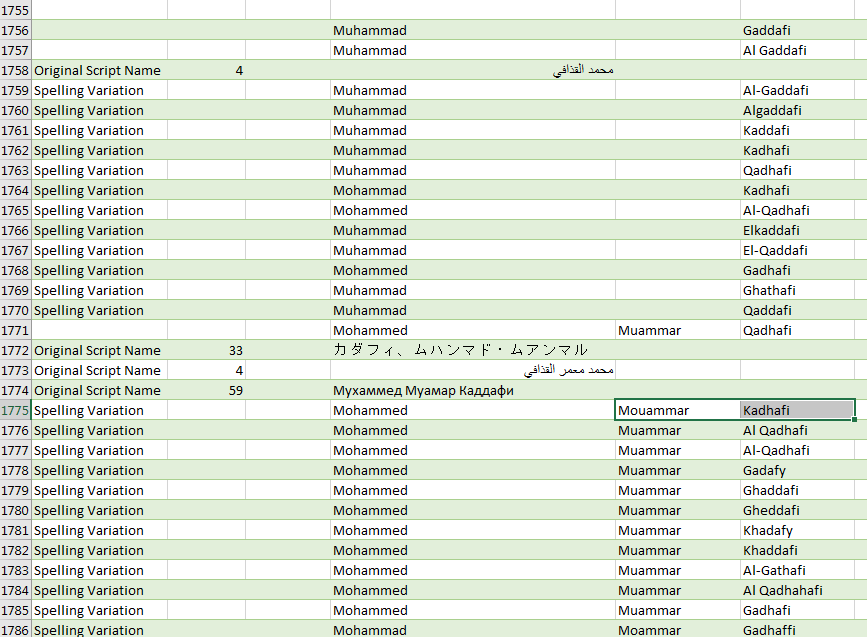 1755
1756 Muhammad Gaddafi
1757 Muhammad Al Gaddafi
1758 Original Script Name 4 محمد القذافي
1759 Spelling Variation Muhammad Al-Gaddafi
1760 Spelling Variation Muhammad Algaddafi
1761 Spelling Variation Muhammad Kaddafi
1762 Spelling Variation Muhammad Kadhafi
1763 Spelling Variation Muhammad Qadhafi
1764 Spelling Variation Mohammad Kadhafi
1765 Spelling Variation Mohammed Al-Qadhafi
1766 Spelling Variation Muhammad Elkaddafi
1767 Spelling Variation Muhammad El-Qaddafi
1768 Spelling Variation Mohammed Gadhafi
1769 Spelling Variation Muhammad Ghathafi
1770 Spelling Variation Muhammad Qaddafi
1771 Mohammed Muammar Qadhafi
1772 Original Script Name 33 カダフィ、ムハンマド・ムアンマル
1773 Original Script Name 4 محمد معمر القذافي
1774 Original Script Name 59 Мухаммед Муамар Каддафи
1775 Spelling Variation Mohammed Mouammar Kadhafi
1776 Spelling Variation Mohammed Muammar Al Qadhafi
1777 Spelling Variation Mohammed Muammar Al-Qadhafi
1778 Spelling Variation Mohammed Muammar Gadafy
1779 Spelling Variation Mohammed Muammar Ghaddafi
1780 Spelling Variation Mohammed Muammar Gheddafi
1781 Spelling Variation Mohammed Muammar Khadafy
1782 Spelling Variation Mohammed Muammar Khaddafi
1783 Spelling Variation Mohammed Muammar Al-Gathafi
1784 Spelling Variation Mohammed Muammar Al Qadhahafi
1785 Spelling Variation Mohammed Muammar Gadhafi
1786 Spelling Variation Mohammad Moammar Gadhaffi